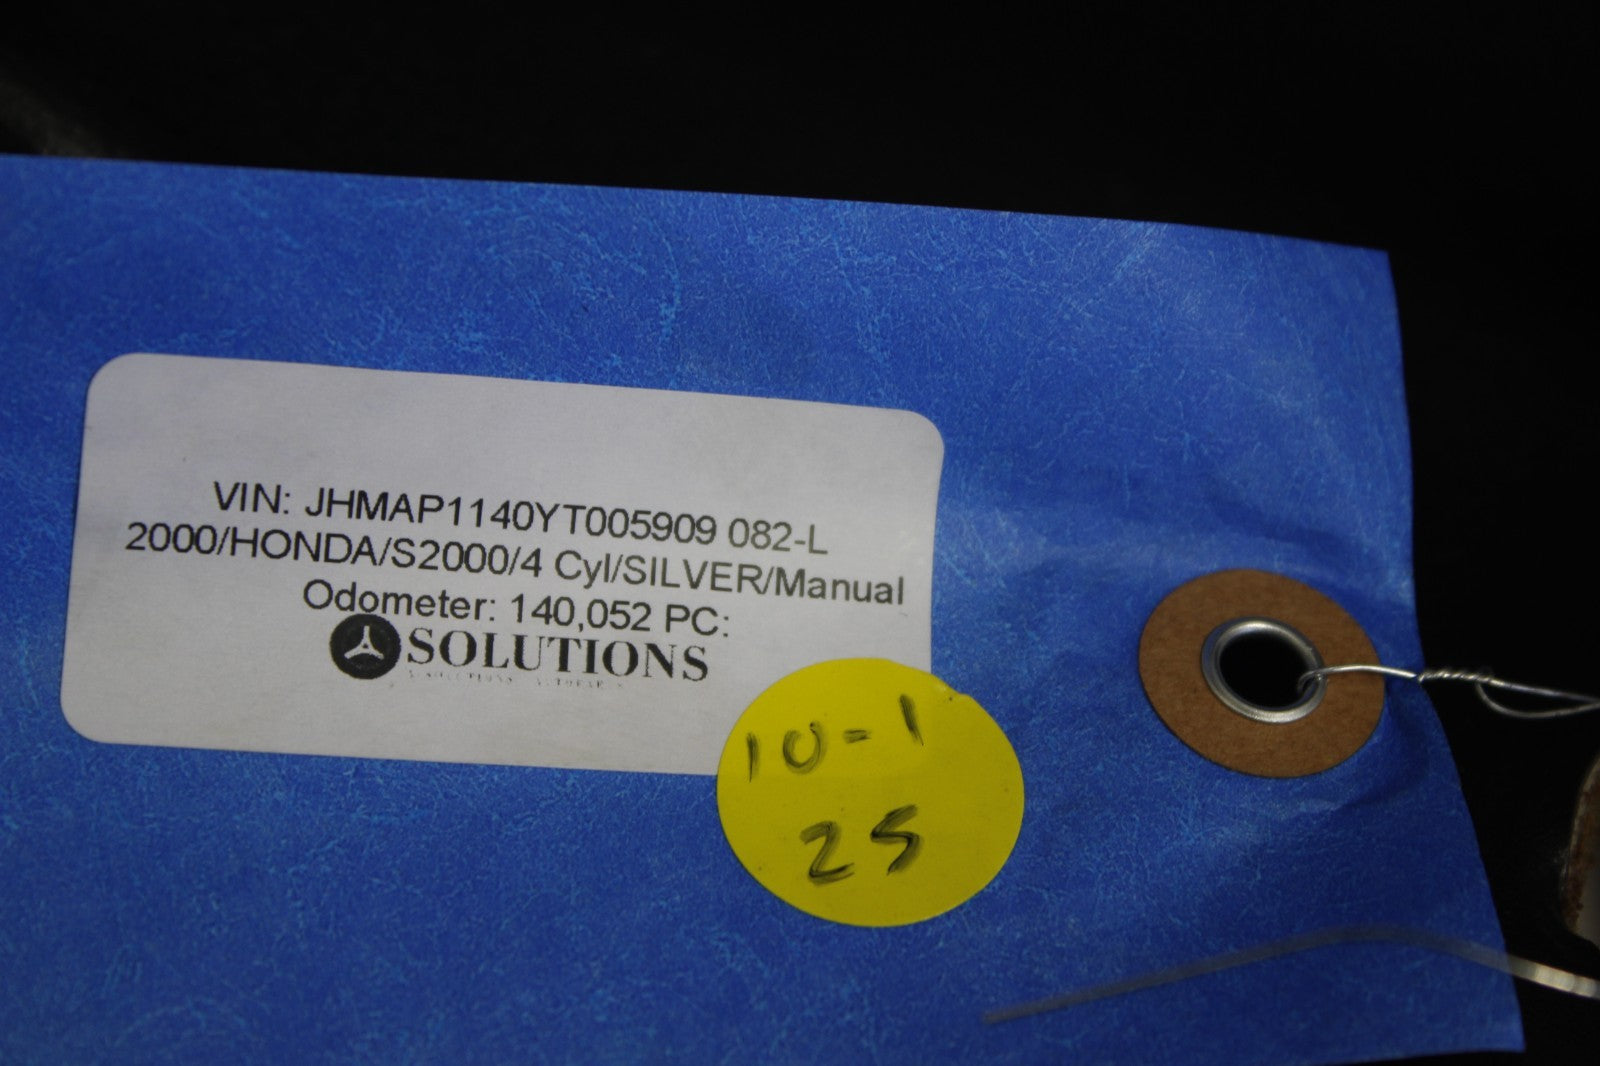 VIN: JHMAP1140YT005909 082-L
2000/HONDA/S2000/4 Cyl/SILVER/Manual
Odometer: 140,052 PC:
SOLUTIONS
10-1
25